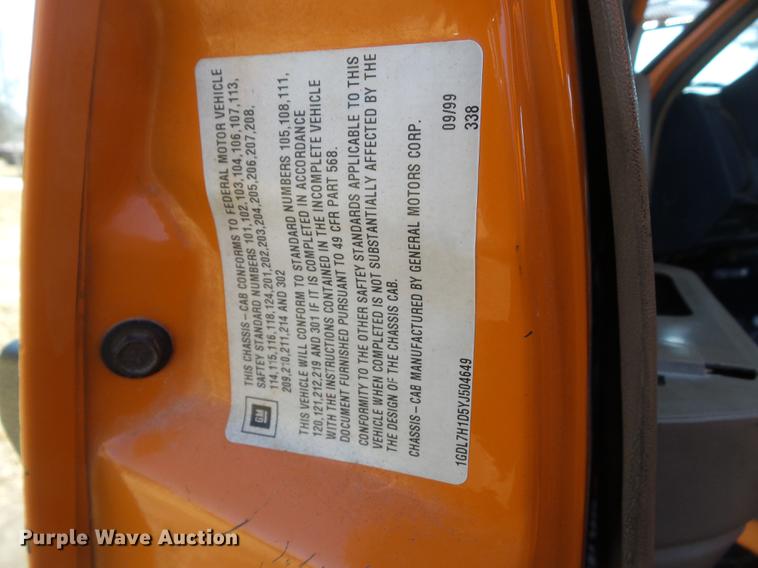 GM
THIS CHASSIS-CAB CONFORMS TO FEDERAL MOTOR VEHICLE
SAFTEY STANDARD NUMBERS 101,102,103,104,106,107,113,
114,115,116,118,124,201,202,203,204,205,206,207,208,
209,210,211,214 AND 302
THIS VEHICLE WILL CONFORM TO STANDARD NUMBERS 105,108,111,
120,121,212,219 AND 301 IF IT IS COMPLETED IN ACCORDANCE
WITH THE INSTRUCTIONS CONTAINED IN THE INCOMPLETE VEHICLE
DOCUMENT FURNISHED PURSUANT TO 49 CFR PART 568.
CONFORMITY TO THE OTHER SAFTEY STANDARDS APPLICABLE TO THIS
VEHICLE WHEN COMPLETED IS NOT SUBSTANTIALLY AFFECTED BY THE
THE DESIGN OF THE CHASSIS CAB.
CHASSIS-CAB MANUFACTURED BY GENERAL MOTORS CORP.
09/99
1GDL7H1D5YJ504649 338
Purple Wave Auction